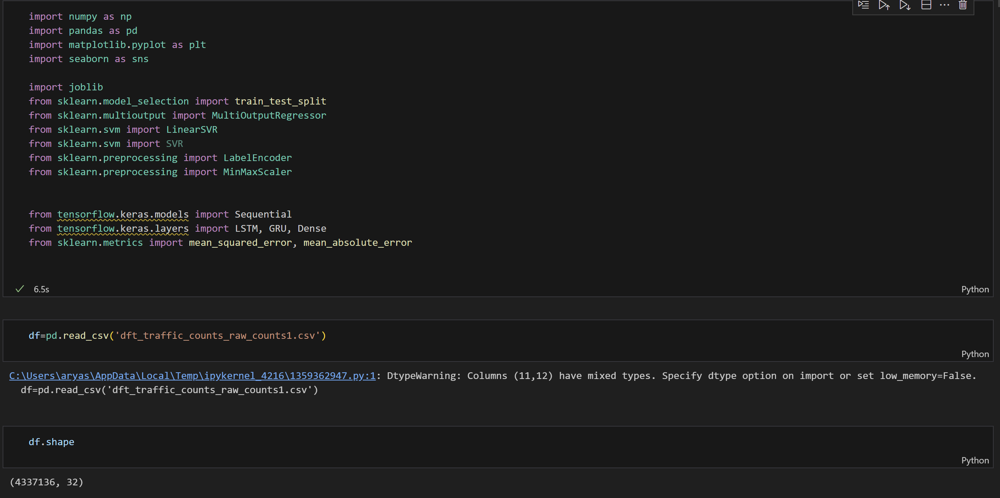 import numpy as np
import pandas as pd
import matplotlib.pyplot as plt
import seaborn as sns
import joblib
from sklearn.model_selection import train_test_split
from sklearn.multioutput import MultiOutputRegressor
from sklearn.svm import LinearSVR
from sklearn.svm import SVR
from sklearn.preprocessing import LabelEncoder
from sklearn.preprocessing import MinMaxScaler
from tensorflow.keras.models import Sequential
from tensorflow.keras.layers import LSTM, GRU, Dense
from sklearn.metrics import mean_squared_error, mean_absolute_error
6.5s
Python
df=pd.read_csv('dft_traffic_counts_raw_counts1.csv')
Python
C:\Users\aryas\AppData\Local\Temp\ipykernel_4216\1359362947.py:1: DtypeWarning: Columns (11,12) have mixed types. Specify dtype option on import or set low_memory=False.
  df=pd.read_csv('dft_traffic_counts_raw_counts1.csv')
df.shape
Python
(4337136, 32)